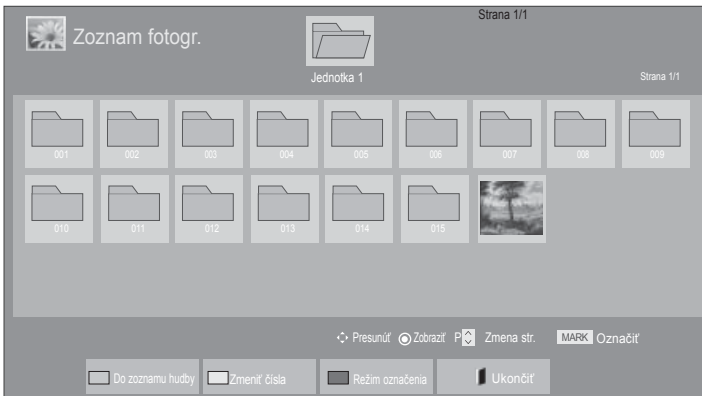 Strana 1/1
Zoznam fotogr.
Jednotka 1
Strana 1/1
001 002 003 004 005 006 007 008 009
010 011 012 013 014 015
Presunúť Zobraziť P Zmena str. MARK Označiť
Do zoznamu hudby Zmeniť čísla Režim označenia Ukončiť